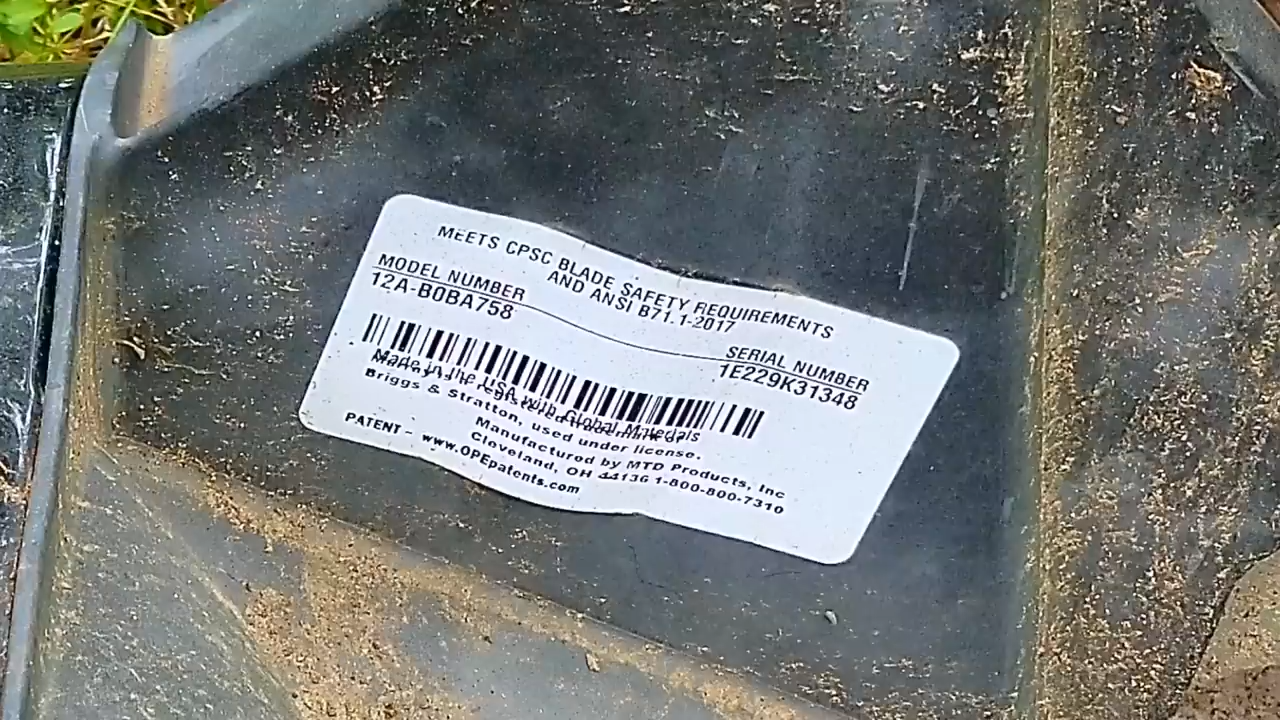 MEETS CPSC BLADE SAFETY REQUIREMENTS
AND ANSI B71.1-2017
MODEL NUMBER
12A-B0BA758
SERIAL NUMBER
1E229K31348
Made in the USA with Global Materials
Briggs & Stratton, used under license.
Manufactured by MTD Products, Inc
Cleveland, OH 44136 1-800-800-7310
PATENT - www.OPEpatents.com